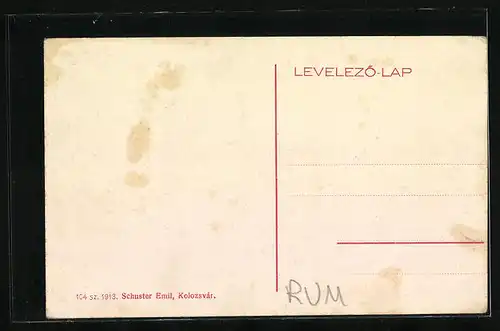 LEVELEZŐ-LAP
104 sz. 1913. Schuster Emil, Kolozsvár.
RUM